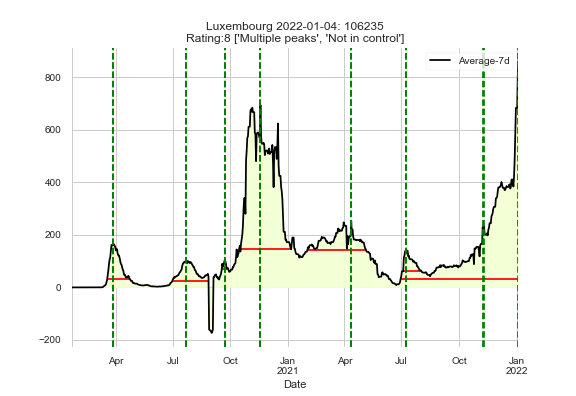 Luxembourg 2022-01-04: 106235
Rating:8 ['Multiple peaks', 'Not in control']
Average-7d
800
600
400
200
0
−200
Apr
Jul
Oct
Jan
2021
Apr
Jul
Oct
Jan
2022
Date